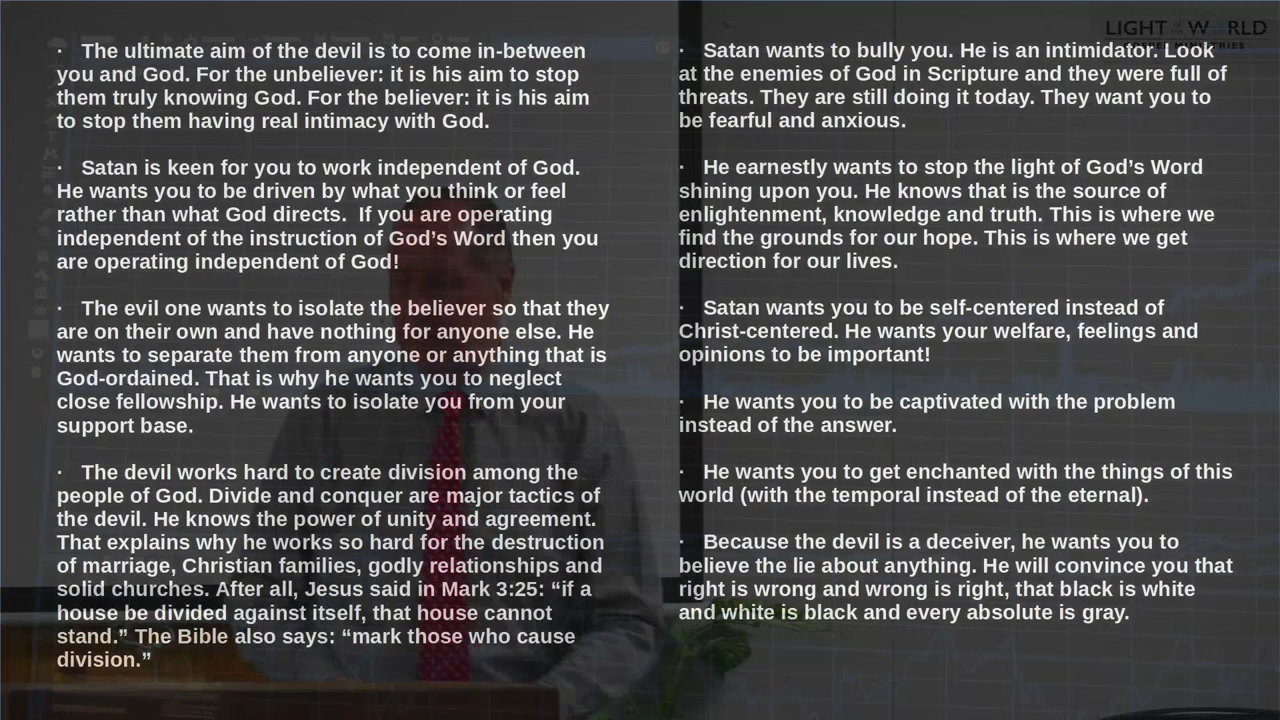 · The ultimate aim of the devil is to come in-between
you and God. For the unbeliever: it is his aim to stop
them truly knowing God. For the believer: it is his aim
to stop them having real intimacy with God.
· Satan is keen for you to work independent of God.
He wants you to be driven by what you think or feel
rather than what God directs.  If you are operating
independent of the instruction of God’s Word then you
are operating independent of God!
· The evil one wants to isolate the believer so that they
are on their own and have nothing for anyone else. He
wants to separate them from anyone or anything that is
God-ordained. That is why he wants you to neglect
close fellowship. He wants to isolate you from your
support base.
· The devil works hard to create division among the
people of God. Divide and conquer are major tactics of
the devil. He knows the power of unity and agreement.
That explains why he works so hard for the destruction
of marriage, Christian families, godly relationships and
solid churches. After all, Jesus said in Mark 3:25: “if a
house be divided against itself, that house cannot
stand.” The Bible also says: “mark those who cause
division.”
LIGHT OF THE WORLD
GOSPEL MINISTRIES
· Satan wants to bully you. He is an intimidator. Look
at the enemies of God in Scripture and they were full of
threats. They are still doing it today. They want you to
be fearful and anxious.
· He earnestly wants to stop the light of God’s Word
shining upon you. He knows that is the source of
enlightenment, knowledge and truth. This is where we
find the grounds for our hope. This is where we get
direction for our lives.
· Satan wants you to be self-centered instead of
Christ-centered. He wants your welfare, feelings and
opinions to be important!
· He wants you to be captivated with the problem
instead of the answer.
· He wants you to get enchanted with the things of this
world (with the temporal instead of the eternal).
· Because the devil is a deceiver, he wants you to
believe the lie about anything. He will convince you that
right is wrong and wrong is right, that black is white
and white is black and every absolute is gray.